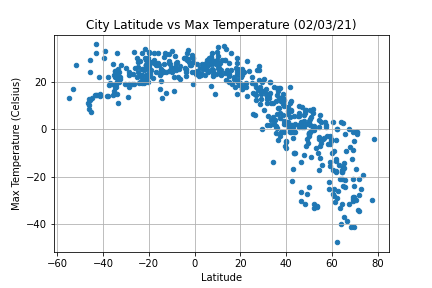 City Latitude vs Max Temperature (02/03/21)
Max Temperature (Celsius)
20
0
−20
−40
−60 −40 −20 0 20 40 60 80
Latitude